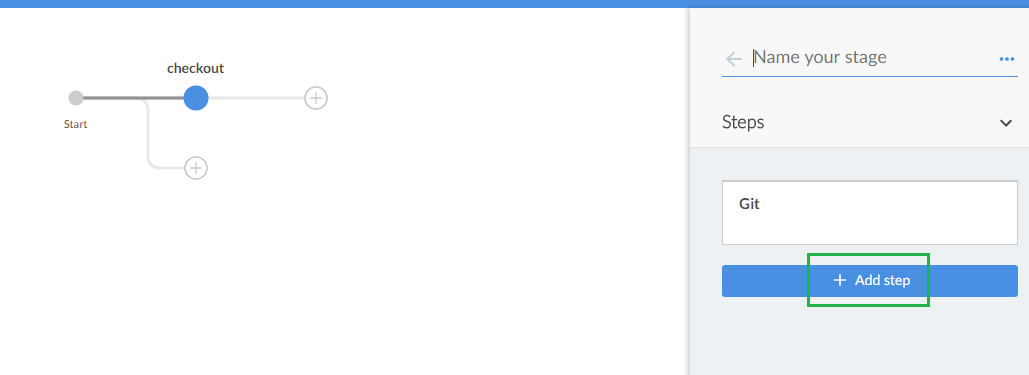 checkout
Start
Name your stage
Steps
Git
Add step